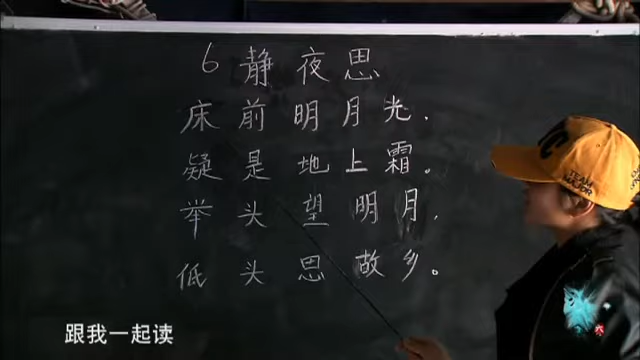 6 静夜思
床前明月光.
疑是地上霜。
举头望明月.
低头思故乡。
跟我一起读